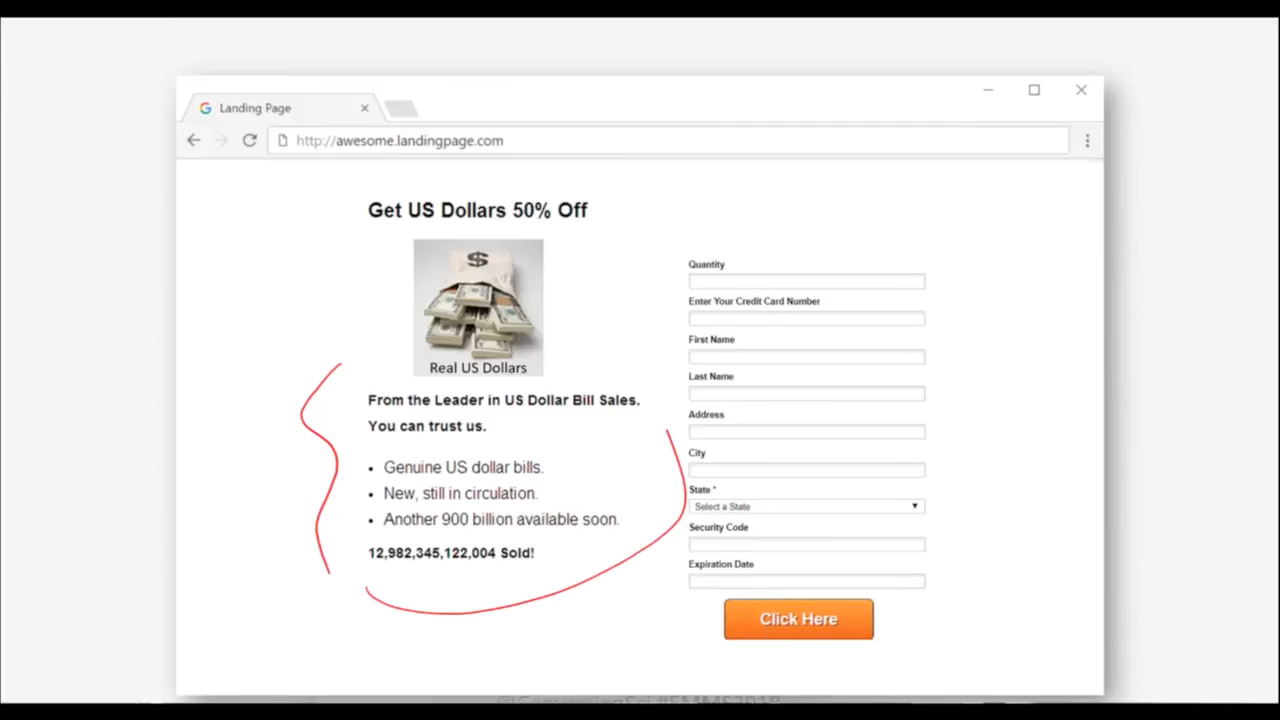 Landing Page
http://awesome.landingpage.com
Get US Dollars 50% Off
$
Real US Dollars
From the Leader in US Dollar Bill Sales.
You can trust us.
• Genuine US dollar bills.
• New, still in circulation.
• Another 900 billion available soon.
12,982,345,122,004 Sold!
Quantity
Enter Your Credit Card Number
First Name
Last Name
Address
City
State *
Select a State
Security Code
Expiration Date
Click Here